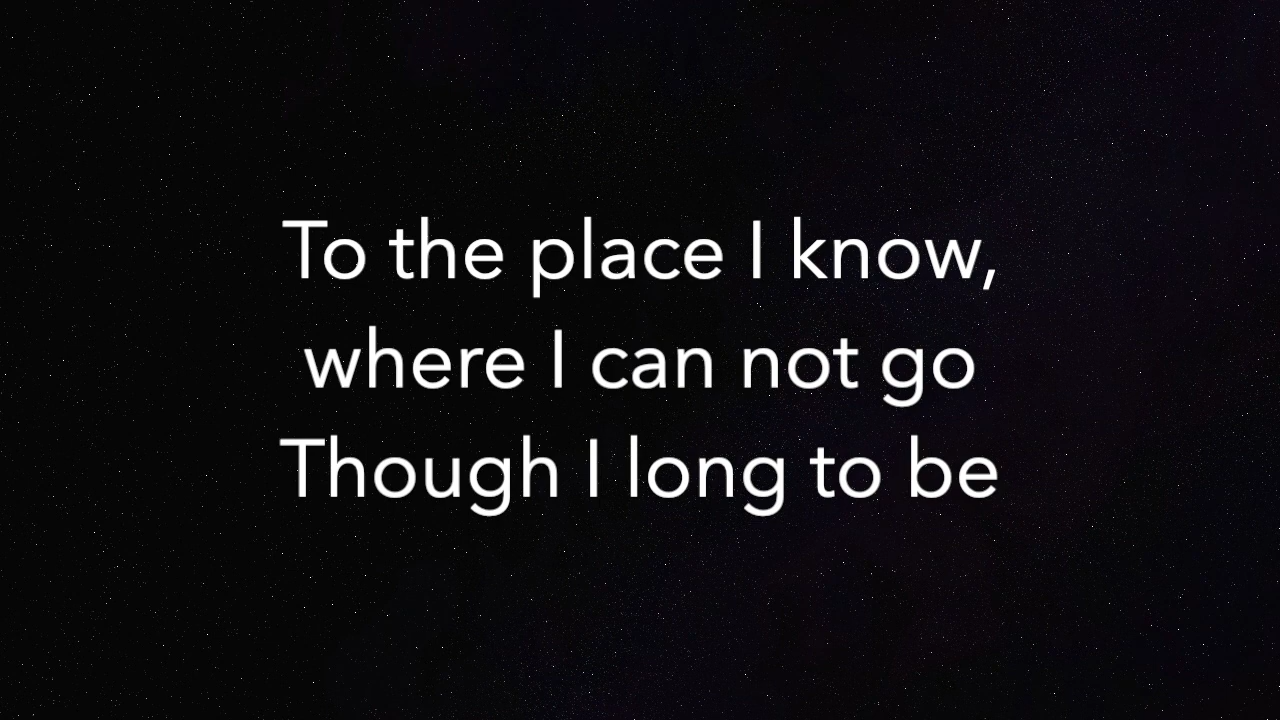 To the place I know,
where I can not go
Though I long to be